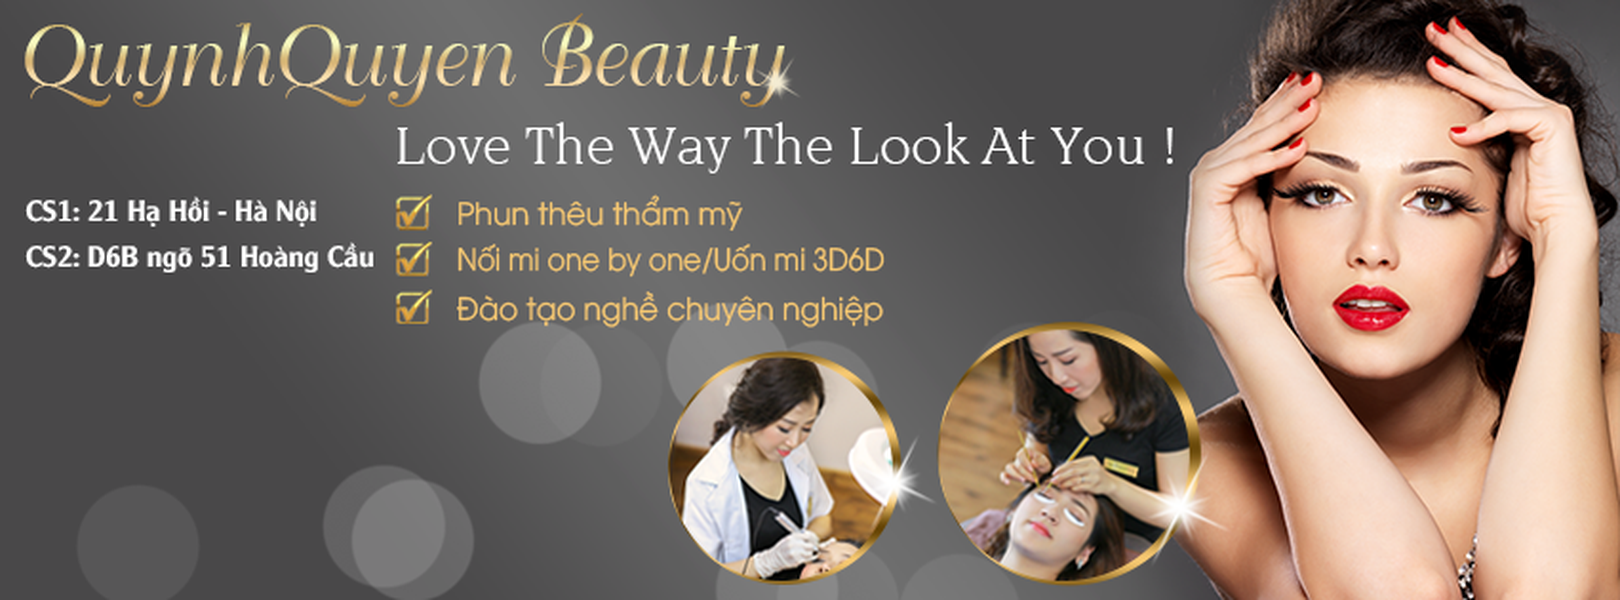 QuynhQuyen Beauty
Love The Way The Look At You !
CS1: 21 Hạ Hồi - Hà Nội
CS2: D6B ngõ 51 Hoàng Cầu
Phun thêu thẩm mỹ
Nối mi one by one/Uốn mi 3D6D
Đào tạo nghề chuyên nghiệp